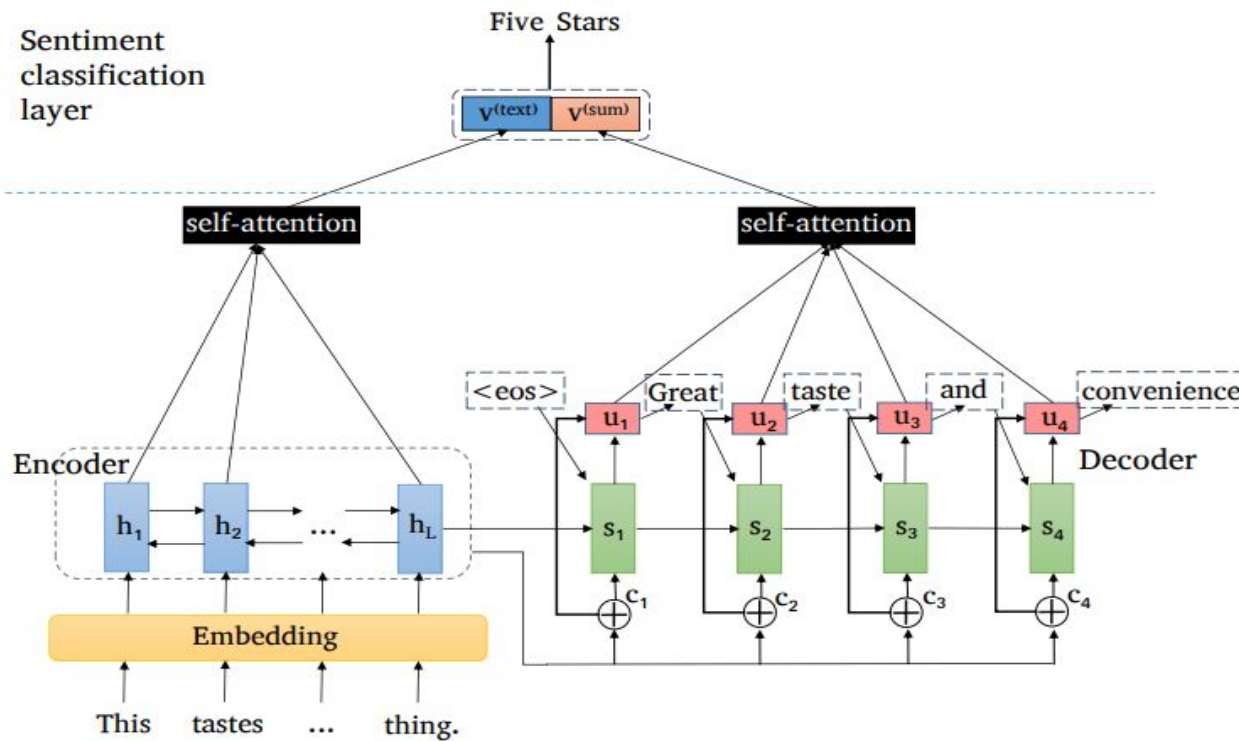 Five Stars
Sentiment
classification
layer
v(text) v(sum)
self-attention self-attention
<eos> Great taste and convenience
u₁ u₂ u₃ u₄
Encoder Decoder
h₁ h₂ ... h_L s₁ s₂ s₃ s₄
c₁ c₂ c₃ c₄
Embedding
This tastes ... thing.